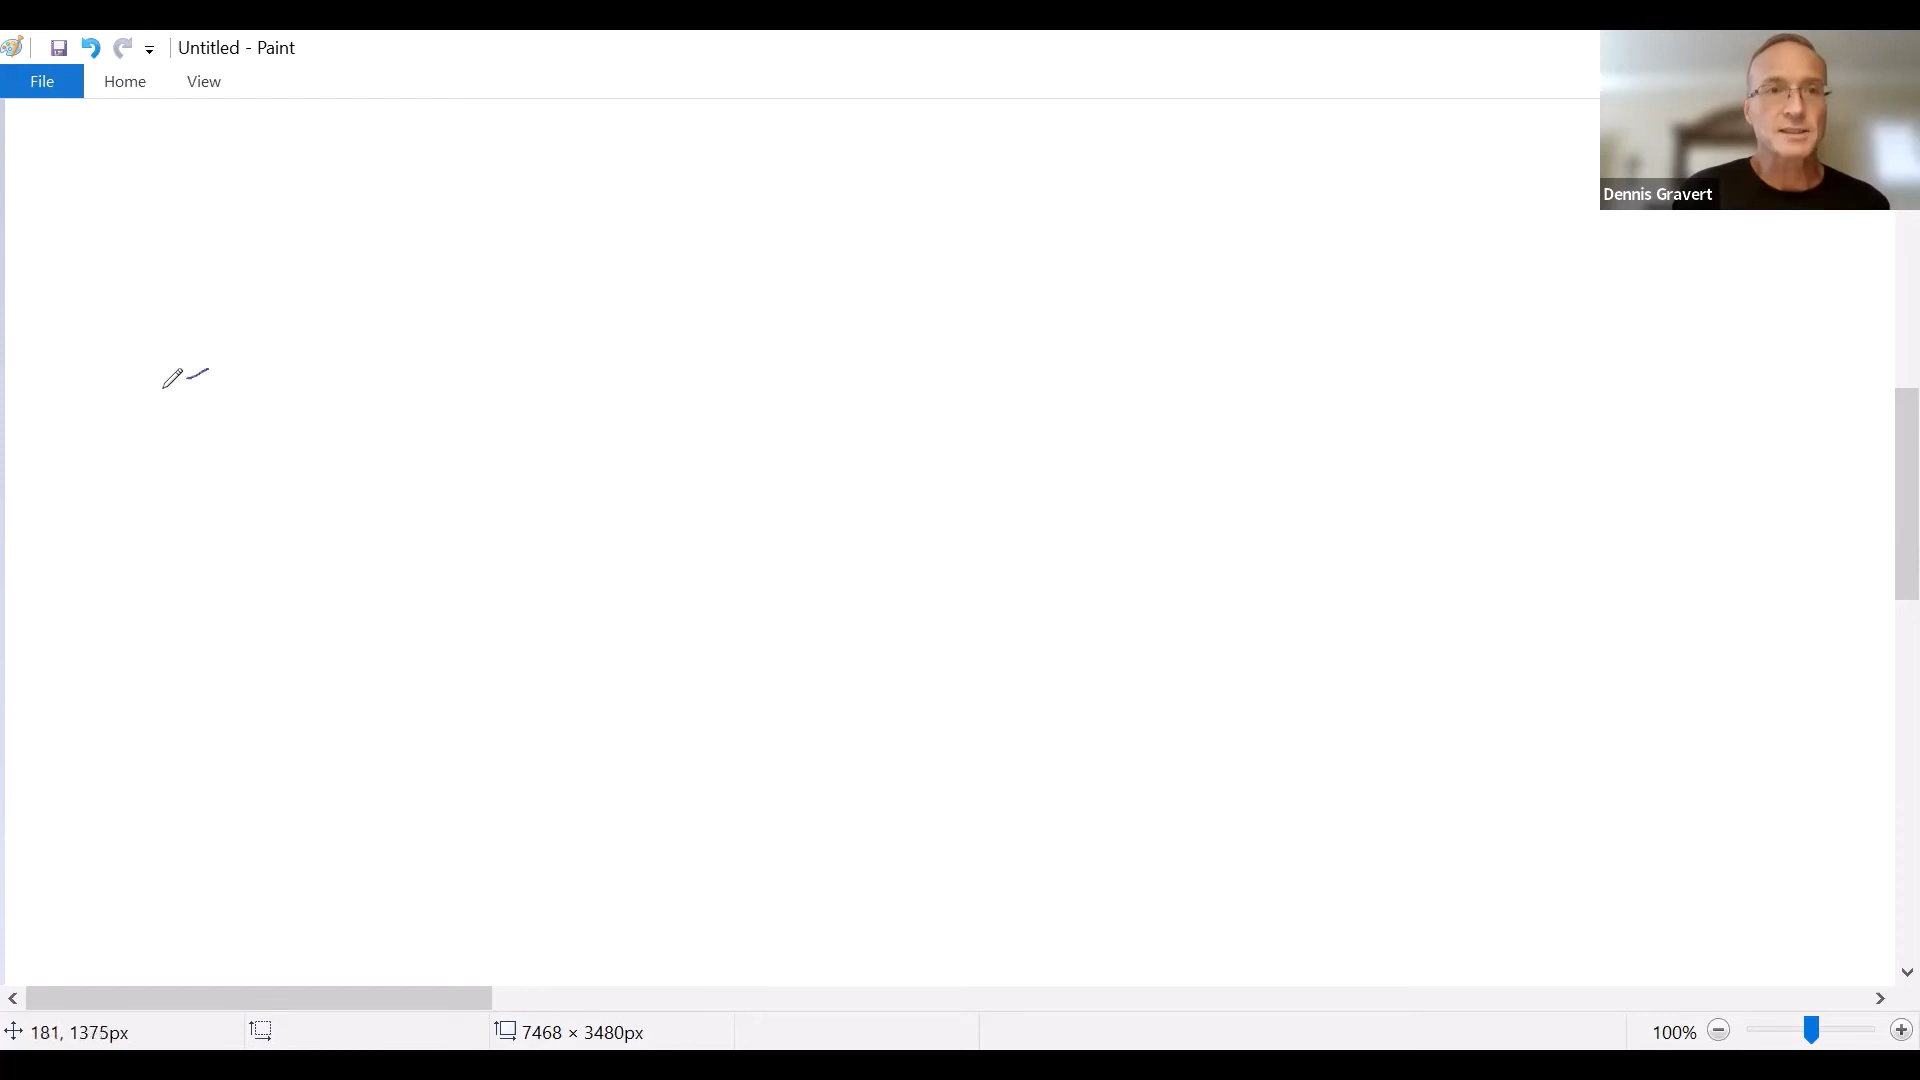 Untitled - Paint
File Home View
Dennis Gravert
181, 1375px
7468 × 3480px
100%